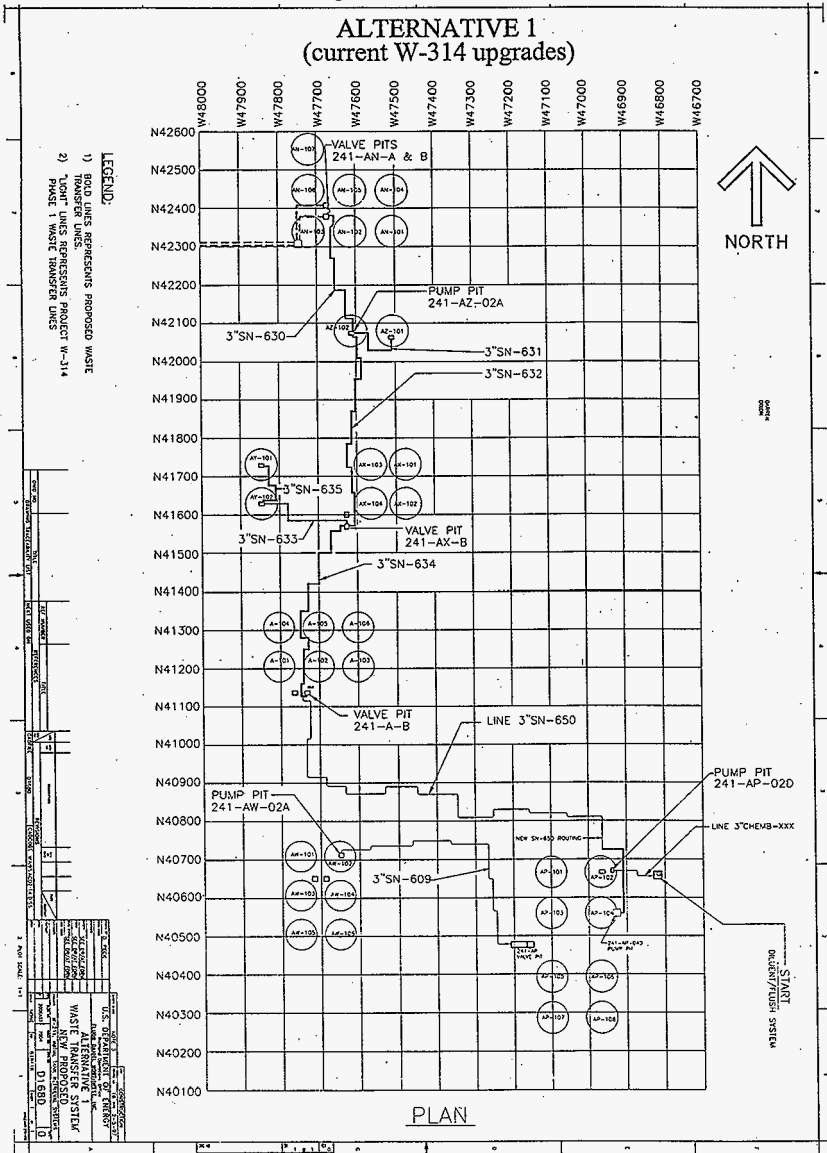 ALTERNATIVE 1
(current W-314 upgrades)
W48000
W47900
W47800
W47700
W47600
W47500
W47400
W47300
W47200
W47100
W47000
W46900
W46800
W46700
N42600
N42500
N42400
N42300
N42200
N42100
N42000
N41900
N41800
N41700
N41600
N41500
N41400
N41300
N41200
N41100
N41000
N40900
N40800
N40700
N40600
N40500
N40400
N40300
N40200
N40100
NORTH
LEGEND:
1) BOLD LINES REPRESENTS PROPOSED WASTE
TRANSFER LINES.
2) "LIGHT" LINES REPRESENTS PROJECT W-314
PHASE 1 WASTE TRANSFER LINES
AN-107
VALVE PITS
241-AN-A & B
AN-106
AN-105
AN-104
AN-103
AN-102
AN-101
PUMP PIT
241-AZ-02A
AZ-102
AZ-101
3"SN-630
3"SN-631
3"SN-632
AY-101
AX-103
AX-101
3"SN-635
AY-102
AX-104
AX-102
3"SN-633
VALVE PIT
241-AX-B
3"SN-634
A-104
A-105
A-106
A-101
A-102
A-103
VALVE PIT
241-A-B
LINE 3"SN-650
PUMP PIT
241-AW-02A
PUMP PIT
241-AP-02D
LINE 3"CHEMB-XXX
NEW SN-650 ROUTING
AW-101
AW-102
3"SN-609
AP-101
AP-102
AW-103
AW-104
AP-103
AP-104
AW-105
AW-106
241-AP
VALVE PIT
PUMP PIT
AP-105
AP-106
AP-107
AP-108
START
DILUENT/FLUSH SYSTEM
PLAN
U.S. DEPARTMENT OF ENERGY
ALTERNATIVE 1
WASTE TRANSFER SYSTEM
NEW PROPOSED
D168D
0